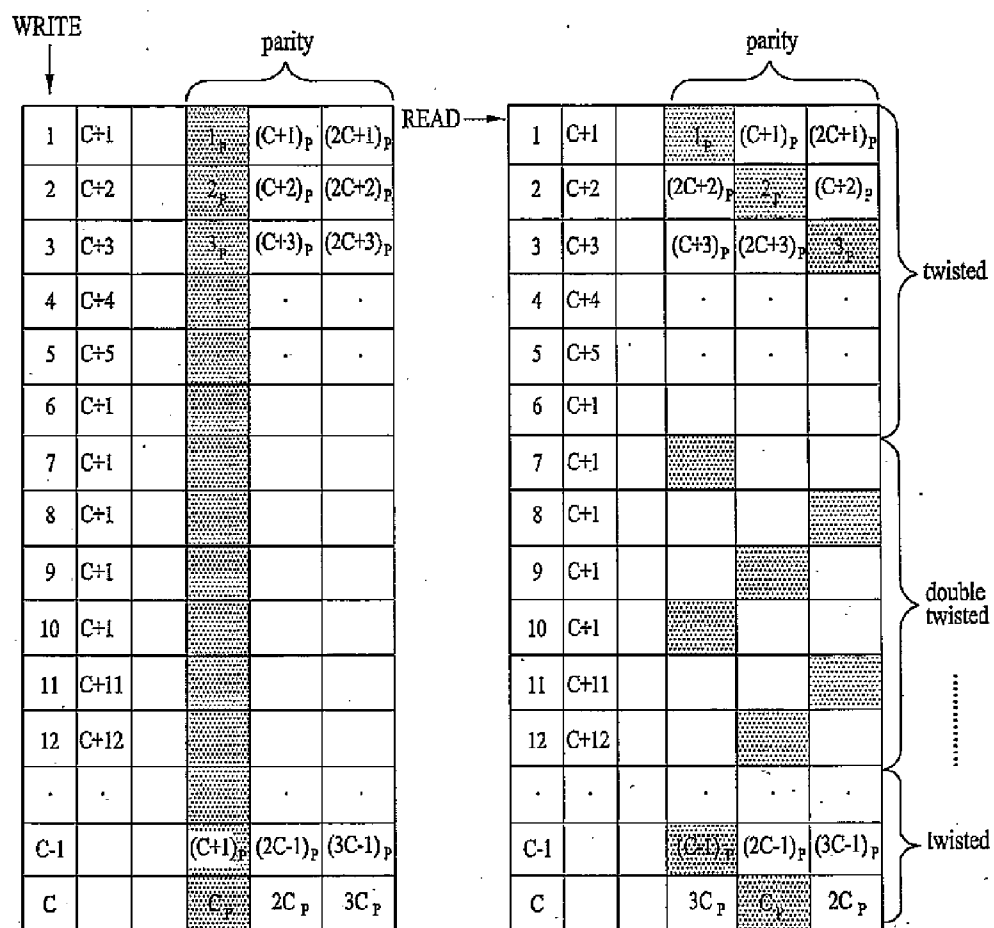 WRITE
parity
1 C+1 1P (C+1)P (2C+1)P
2 C+2 2P (C+2)P (2C+2)P
3 C+3 3P (C+3)P (2C+3)P
4 C+4 . .
5 C+5 . .
6 C+1
7 C+1
8 C+1
9 C+1
10 C+1
11 C+11
12 C+12
. . . .
C-1 (C+1)P (2C-1)P (3C-1)P
C CP 2CP 3CP
READ
parity
1 C+1 1P (C+1)P (2C+1)P
2 C+2 (2C+2)P 2P (C+2)P
3 C+3 (C+3)P (2C+3)P 3P
4 C+4 . . .
5 C+5 . . .
6 C+1
7 C+1
8 C+1
9 C+1
10 C+1
11 C+11
12 C+12
. . . . .
C-1 (C-1)P (2C-1)P (3C-1)P
C 3CP CP 2CP
twisted
double
twisted
twisted